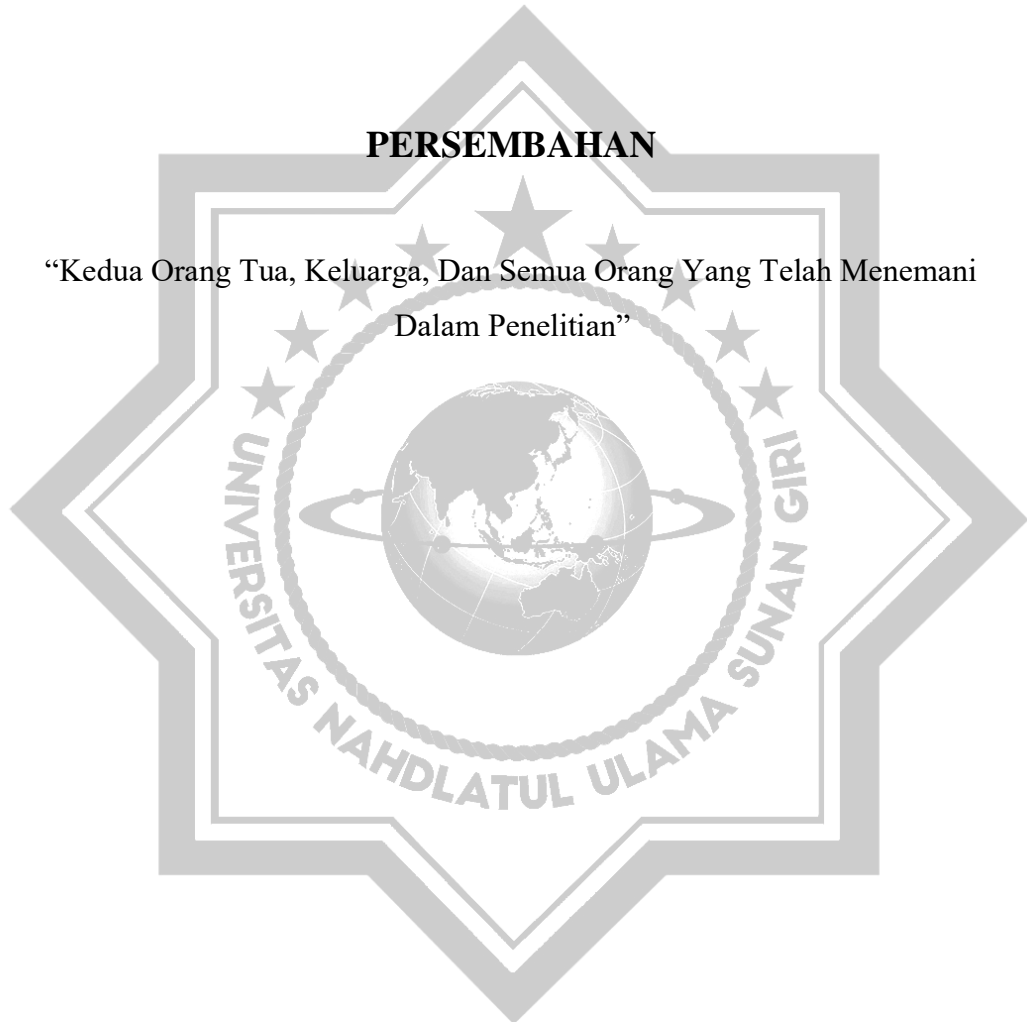 PERSEMBAHAN
“Kedua Orang Tua, Keluarga, Dan Semua Orang Yang Telah Menemani
Dalam Penelitian”
UNIVERSITAS NAHDLATUL ULAMA SUNAN GIRI